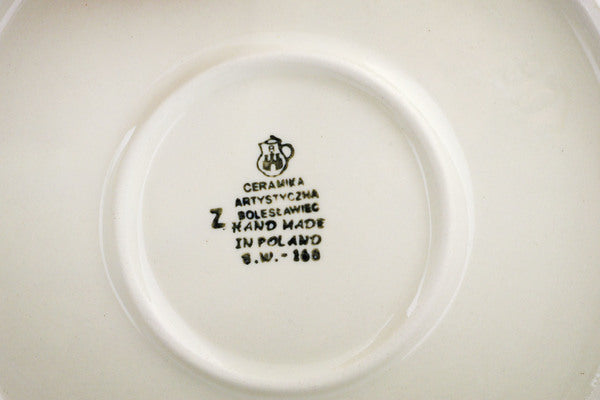 CERAMIKA
ARTYSTYCZNA
BOLESŁAWIEC
Z HAND MADE
IN POLAND